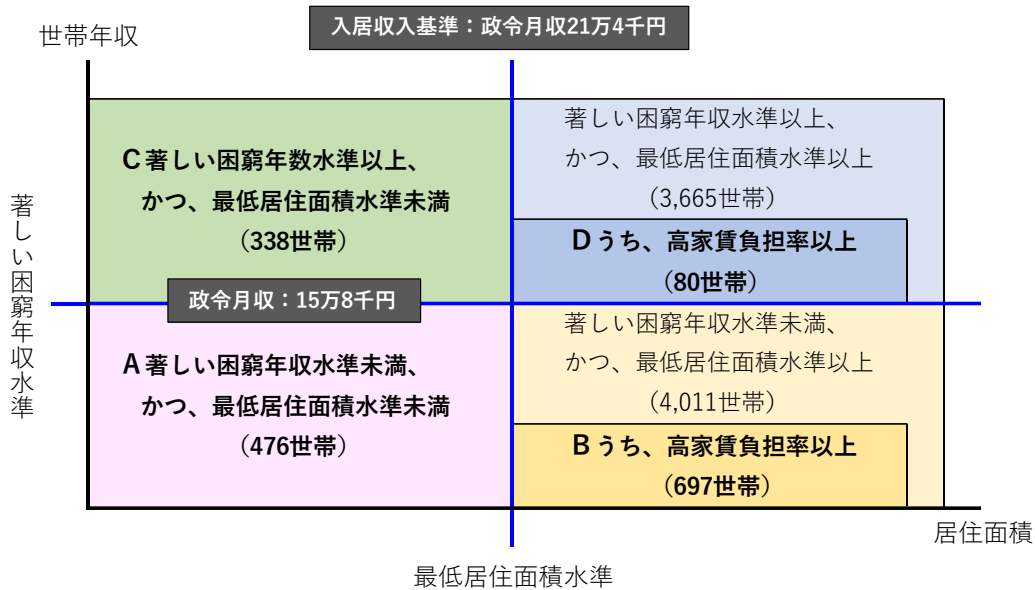 入居収入基準：政令月収21万4千円
世帯年収
C 著しい困窮年数水準以上、
かつ、最低居住面積水準未満
（338世帯）
著しい困窮年収水準以上、
かつ、最低居住面積水準以上
(3,665世帯)
D うち、高家賃負担率以上
（80世帯）
著しい困窮年収水準
政令月収：15万8千円
A 著しい困窮年収水準未満、
かつ、最低居住面積水準未満
（476世帯）
著しい困窮年収水準未満、
かつ、最低居住面積水準以上
(4,011世帯)
B うち、高家賃負担率以上
（697世帯）
居住面積
最低居住面積水準